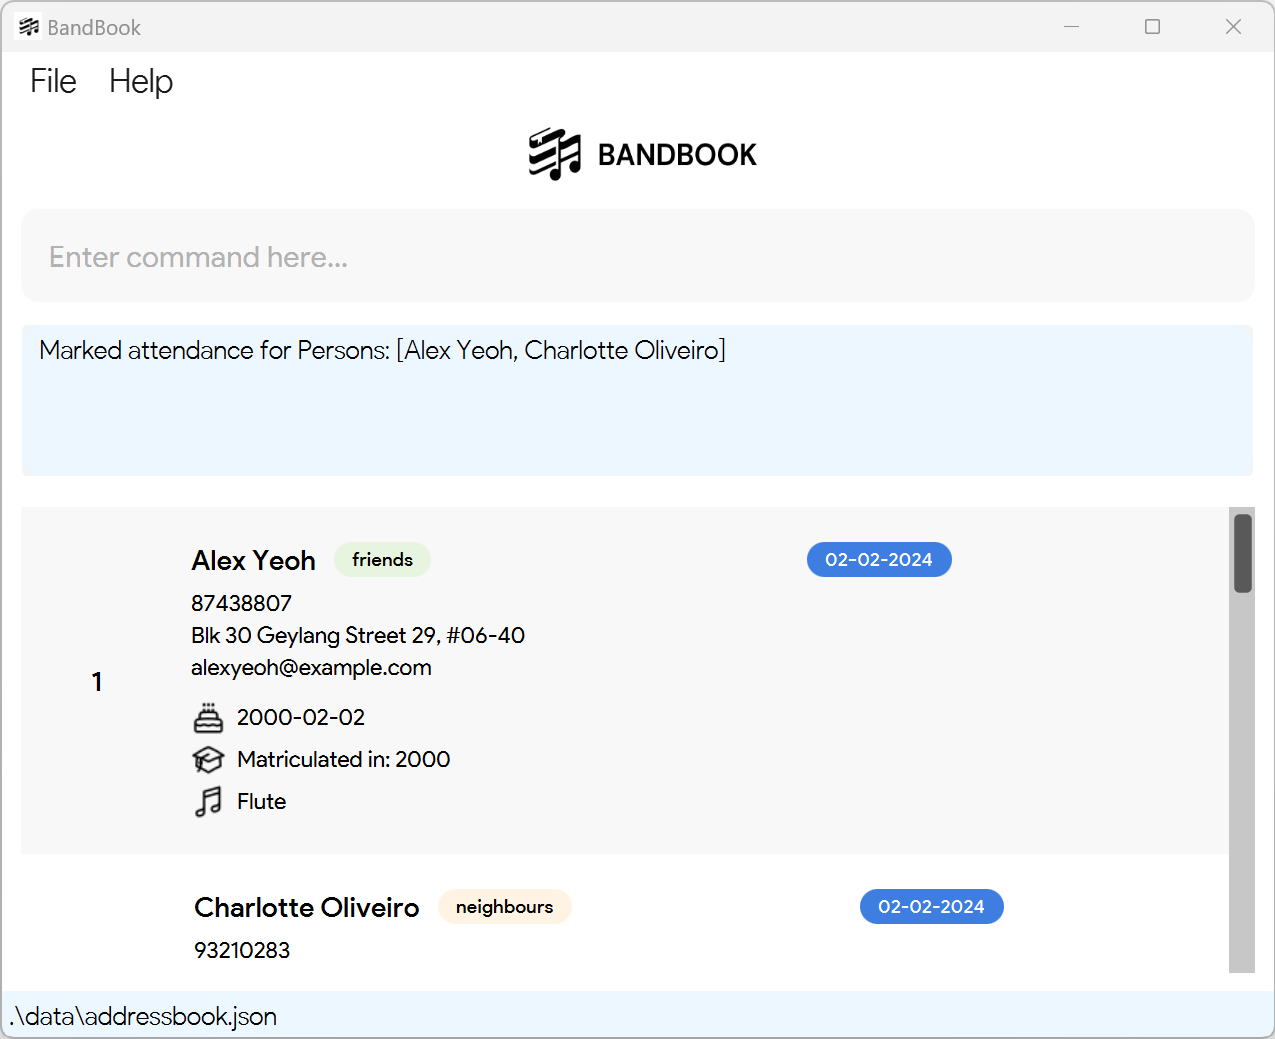 BandBook
File Help
BANDBOOK
Enter command here...
Marked attendance for Persons: [Alex Yeoh, Charlotte Oliveiro]
Alex Yeoh friends 02-02-2024
87438807
Blk 30 Geylang Street 29, #06-40
alexyeoh@example.com
1
2000-02-02
Matriculated in: 2000
Flute
Charlotte Oliveiro neighbours 02-02-2024
93210283
.\data\addressbook.json